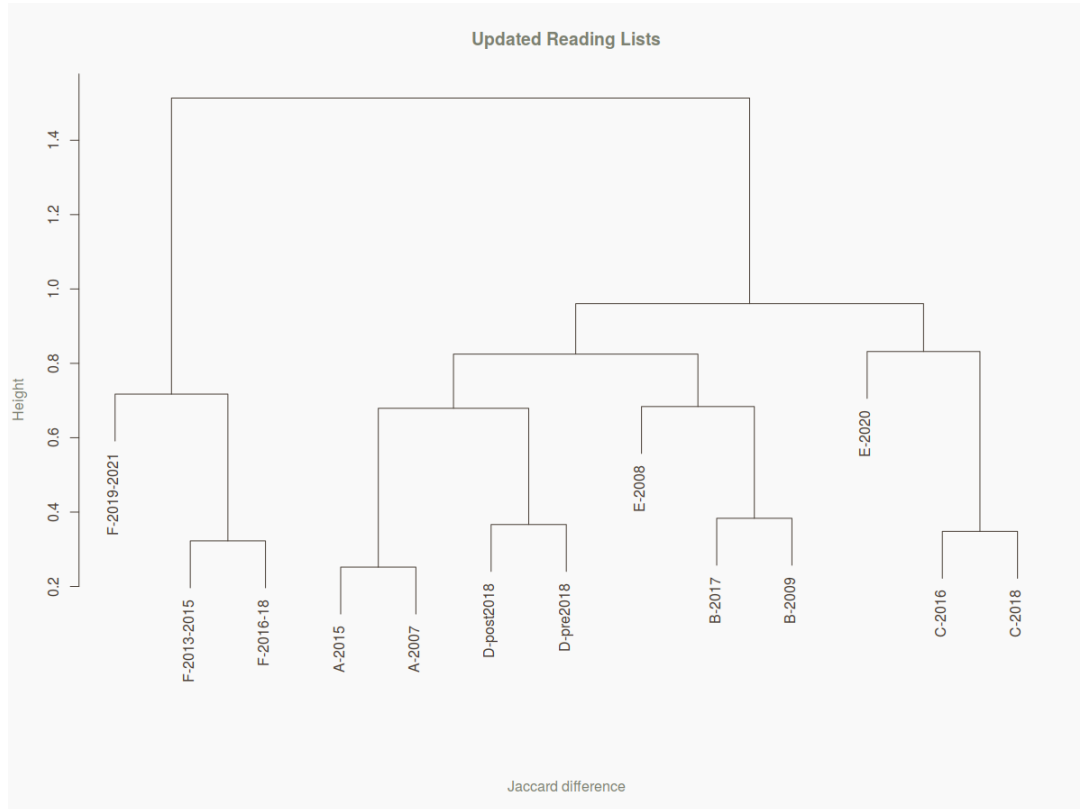 Updated Reading Lists
Height
1.4
1.2
1.0
0.8
0.6
0.4
0.2
F-2019-2021
F-2013-2015
F-2016-18
A-2015
A-2007
D-post2018
D-pre2018
E-2008
B-2017
B-2009
E-2020
C-2016
C-2018
Jaccard difference